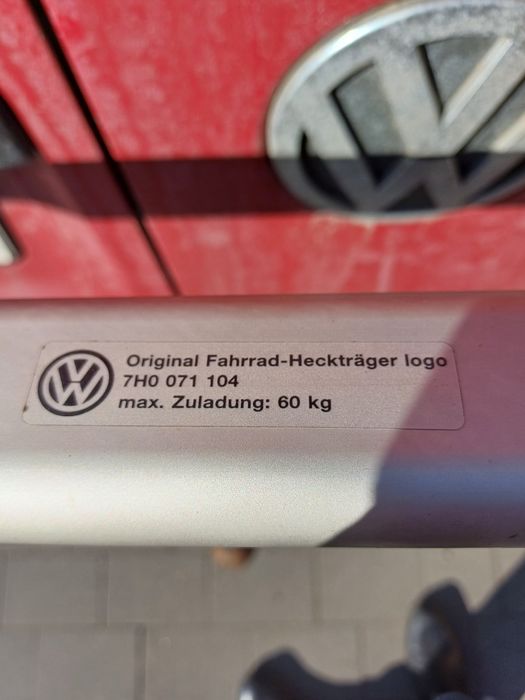 Original Fahrrad-Heckträger logo
7H0 071 104
max. Zuladung: 60 kg